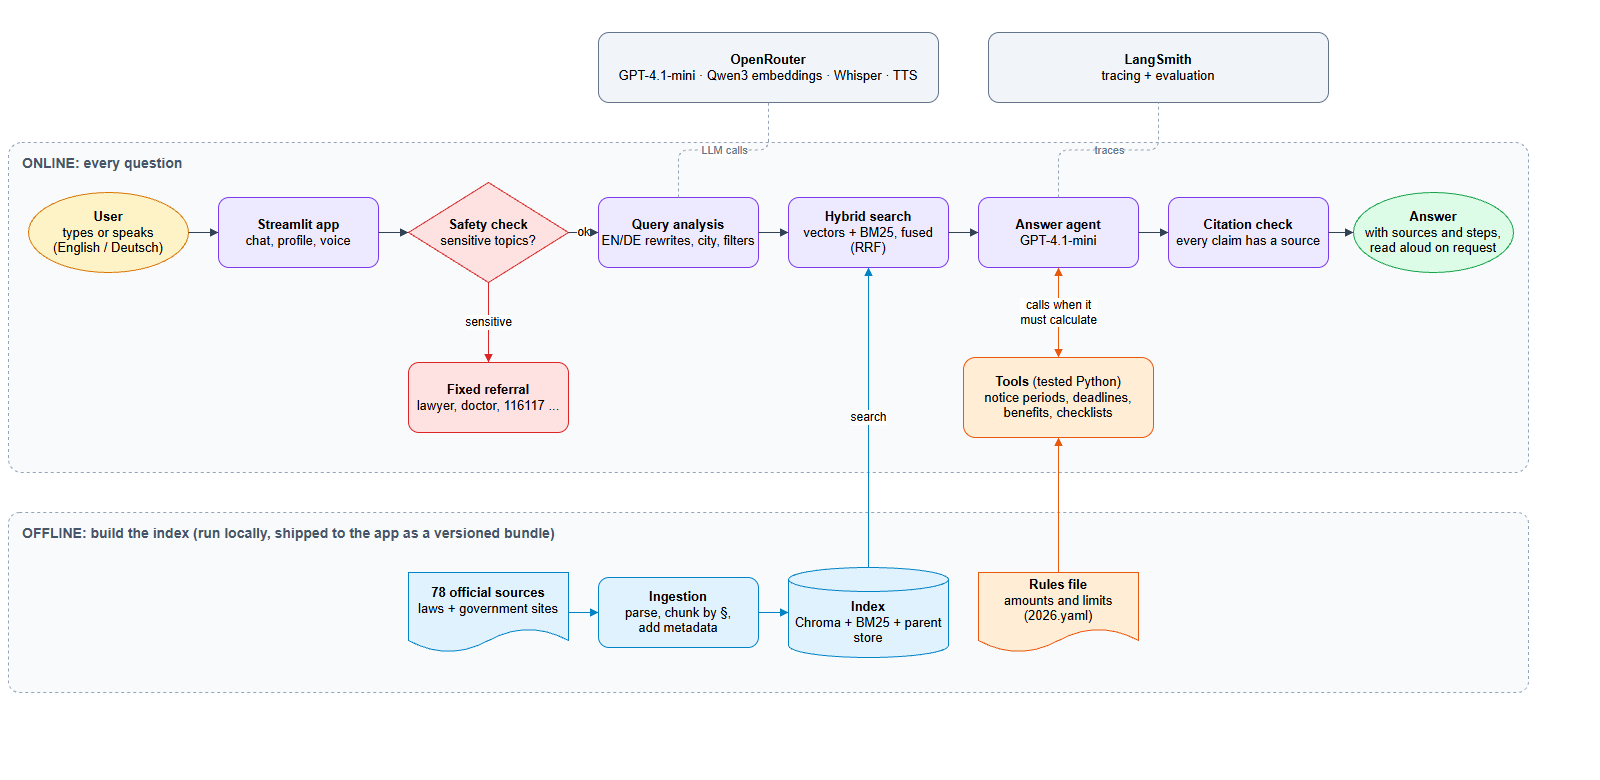 OpenRouter
GPT-4.1-mini · Qwen3 embeddings · Whisper · TTS
LangSmith
tracing + evaluation
LLM calls
traces
ONLINE: every question
User
types or speaks
(English / Deutsch)
Streamlit app
chat, profile, voice
Safety check
sensitive topics?
ok
Query analysis
EN/DE rewrites, city, filters
Hybrid search
vectors + BM25, fused
(RRF)
Answer agent
GPT-4.1-mini
Citation check
every claim has a source
Answer
with sources and steps,
read aloud on request
sensitive
calls when it
must calculate
Fixed referral
lawyer, doctor, 116117 ...
Tools (tested Python)
notice periods, deadlines,
benefits, checklists
search
OFFLINE: build the index (run locally, shipped to the app as a versioned bundle)
78 official sources
laws + government sites
Ingestion
parse, chunk by §,
add metadata
Index
Chroma + BM25 + parent
store
Rules file
amounts and limits
(2026.yaml)